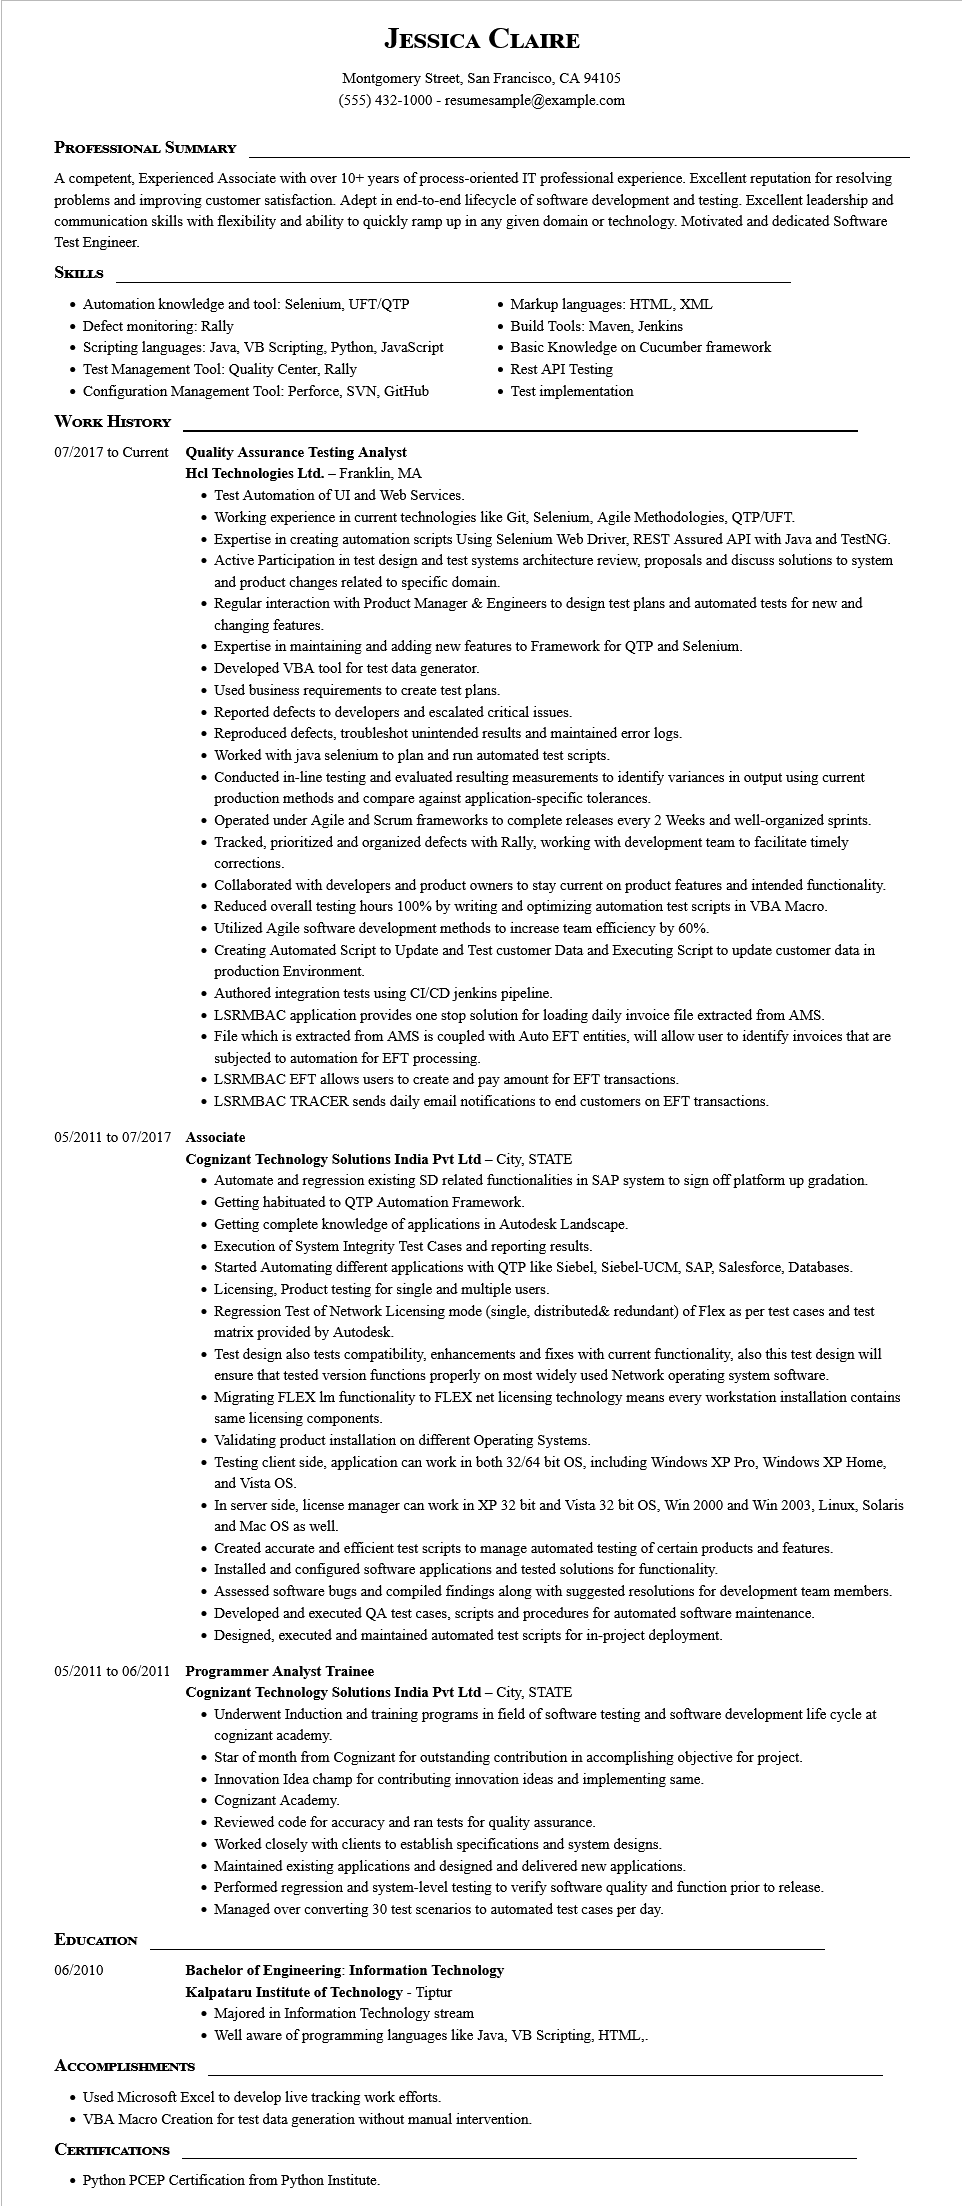 Jessica Claire
Montgomery Street, San Francisco, CA 94105
(555) 432-1000 - resumesample@example.com
Professional Summary
A competent, Experienced Associate with over 10+ years of process-oriented IT professional experience. Excellent reputation for resolving
problems and improving customer satisfaction. Adept in end-to-end lifecycle of software development and testing. Excellent leadership and
communication skills with flexibility and ability to quickly ramp up in any given domain or technology. Motivated and dedicated Software
Test Engineer.
Skills
• Automation knowledge and tool: Selenium, UFT/QTP
• Defect monitoring: Rally
• Scripting languages: Java, VB Scripting, Python, JavaScript
• Test Management Tool: Quality Center, Rally
• Configuration Management Tool: Perforce, SVN, GitHub
• Markup languages: HTML, XML
• Build Tools: Maven, Jenkins
• Basic Knowledge on Cucumber framework
• Rest API Testing
• Test implementation
Work History
07/2017 to Current Quality Assurance Testing Analyst
Hcl Technologies Ltd. – Franklin, MA
• Test Automation of UI and Web Services.
• Working experience in current technologies like Git, Selenium, Agile Methodologies, QTP/UFT.
• Expertise in creating automation scripts Using Selenium Web Driver, REST Assured API with Java and TestNG.
• Active Participation in test design and test systems architecture review, proposals and discuss solutions to system
and product changes related to specific domain.
• Regular interaction with Product Manager & Engineers to design test plans and automated tests for new and
changing features.
• Expertise in maintaining and adding new features to Framework for QTP and Selenium.
• Developed VBA tool for test data generator.
• Used business requirements to create test plans.
• Reported defects to developers and escalated critical issues.
• Reproduced defects, troubleshot unintended results and maintained error logs.
• Worked with java selenium to plan and run automated test scripts.
• Conducted in-line testing and evaluated resulting measurements to identify variances in output using current
production methods and compare against application-specific tolerances.
• Operated under Agile and Scrum frameworks to complete releases every 2 Weeks and well-organized sprints.
• Tracked, prioritized and organized defects with Rally, working with development team to facilitate timely
corrections.
• Collaborated with developers and product owners to stay current on product features and intended functionality.
• Reduced overall testing hours 100% by writing and optimizing automation test scripts in VBA Macro.
• Utilized Agile software development methods to increase team efficiency by 60%.
• Creating Automated Script to Update and Test customer Data and Executing Script to update customer data in
production Environment.
• Authored integration tests using CI/CD jenkins pipeline.
• LSRMBAC application provides one stop solution for loading daily invoice file extracted from AMS.
• File which is extracted from AMS is coupled with Auto EFT entities, will allow user to identify invoices that are
subjected to automation for EFT processing.
• LSRMBAC EFT allows users to create and pay amount for EFT transactions.
• LSRMBAC TRACER sends daily email notifications to end customers on EFT transactions.
05/2011 to 07/2017 Associate
Cognizant Technology Solutions India Pvt Ltd – City, STATE
• Automate and regression existing SD related functionalities in SAP system to sign off platform up gradation.
• Getting habituated to QTP Automation Framework.
• Getting complete knowledge of applications in Autodesk Landscape.
• Execution of System Integrity Test Cases and reporting results.
• Started Automating different applications with QTP like Siebel, Siebel-UCM, SAP, Salesforce, Databases.
• Licensing, Product testing for single and multiple users.
• Regression Test of Network Licensing mode (single, distributed& redundant) of Flex as per test cases and test
matrix provided by Autodesk.
• Test design also tests compatibility, enhancements and fixes with current functionality, also this test design will
ensure that tested version functions properly on most widely used Network operating system software.
• Migrating FLEX lm functionality to FLEX net licensing technology means every workstation installation contains
same licensing components.
• Validating product installation on different Operating Systems.
• Testing client side, application can work in both 32/64 bit OS, including Windows XP Pro, Windows XP Home,
and Vista OS.
• In server side, license manager can work in XP 32 bit and Vista 32 bit OS, Win 2000 and Win 2003, Linux, Solaris
and Mac OS as well.
• Created accurate and efficient test scripts to manage automated testing of certain products and features.
• Installed and configured software applications and tested solutions for functionality.
• Assessed software bugs and compiled findings along with suggested resolutions for development team members.
• Developed and executed QA test cases, scripts and procedures for automated software maintenance.
• Designed, executed and maintained automated test scripts for in-project deployment.
05/2011 to 06/2011 Programmer Analyst Trainee
Cognizant Technology Solutions India Pvt Ltd – City, STATE
• Underwent Induction and training programs in field of software testing and software development life cycle at
cognizant academy.
• Star of month from Cognizant for outstanding contribution in accomplishing objective for project.
• Innovation Idea champ for contributing innovation ideas and implementing same.
• Cognizant Academy.
• Reviewed code for accuracy and ran tests for quality assurance.
• Worked closely with clients to establish specifications and system designs.
• Maintained existing applications and designed and delivered new applications.
• Performed regression and system-level testing to verify software quality and function prior to release.
• Managed over converting 30 test scenarios to automated test cases per day.
Education
06/2010 Bachelor of Engineering: Information Technology
Kalpataru Institute of Technology - Tiptur
• Majored in Information Technology stream
• Well aware of programming languages like Java, VB Scripting, HTML,.
Accomplishments
• Used Microsoft Excel to develop live tracking work efforts.
• VBA Macro Creation for test data generation without manual intervention.
Certifications
• Python PCEP Certification from Python Institute.